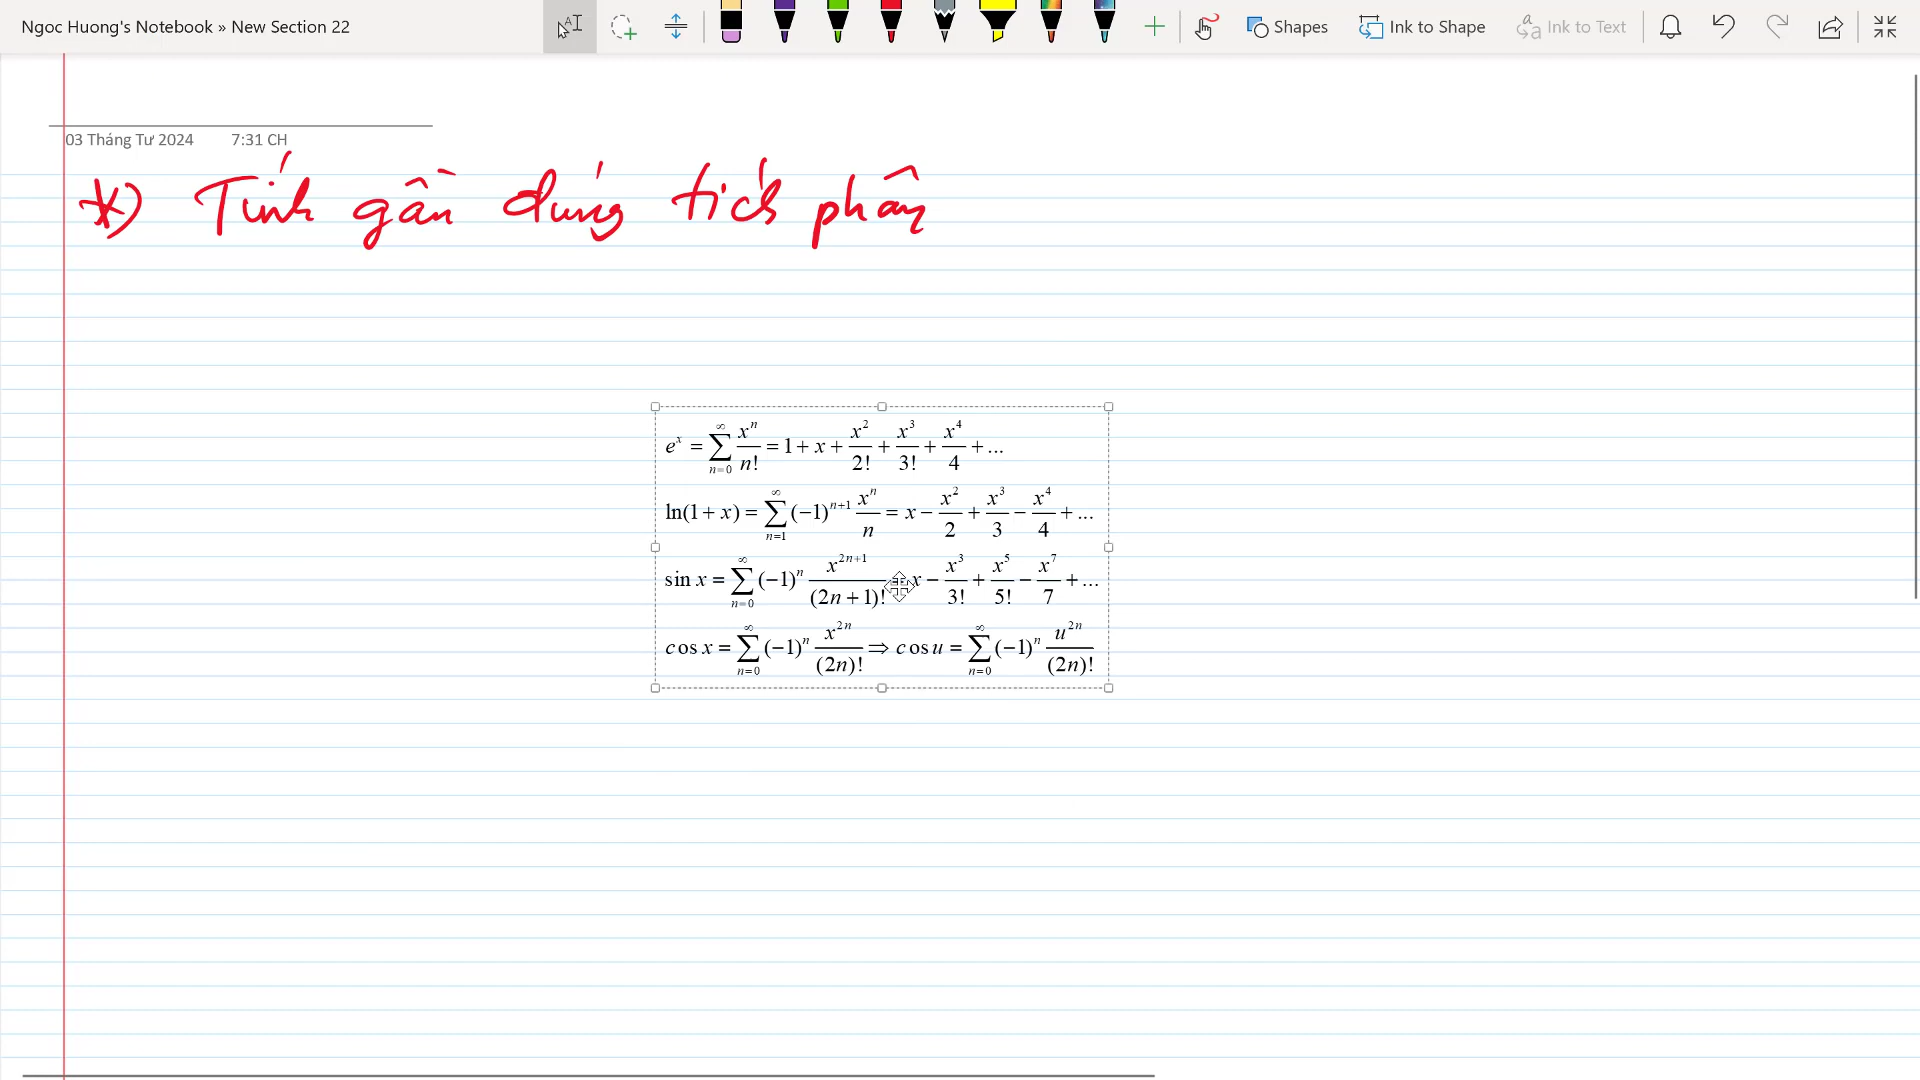 Ngoc Huong's Notebook » New Section 22
Shapes Ink to Shape Ink to Text
03 Tháng Tư 2024 7:31 CH
*) Tính gần đúng tích phân
e^x = ∑_{n=0}^{∞} x^n/n! = 1 + x + x^2/2! + x^3/3! + x^4/4 + ...
ln(1 + x) = ∑_{n=1}^{∞} (−1)^{n+1} x^n/n = x − x^2/2 + x^3/3 − x^4/4 + ...
sin x = ∑_{n=0}^{∞} (−1)^n x^{2n+1}/(2n + 1)! = x − x^3/3! + x^5/5! − x^7/7 + ...
cos x = ∑_{n=0}^{∞} (−1)^n x^{2n}/(2n)! ⇒ cos u = ∑_{n=0}^{∞} (−1)^n u^{2n}/(2n)!